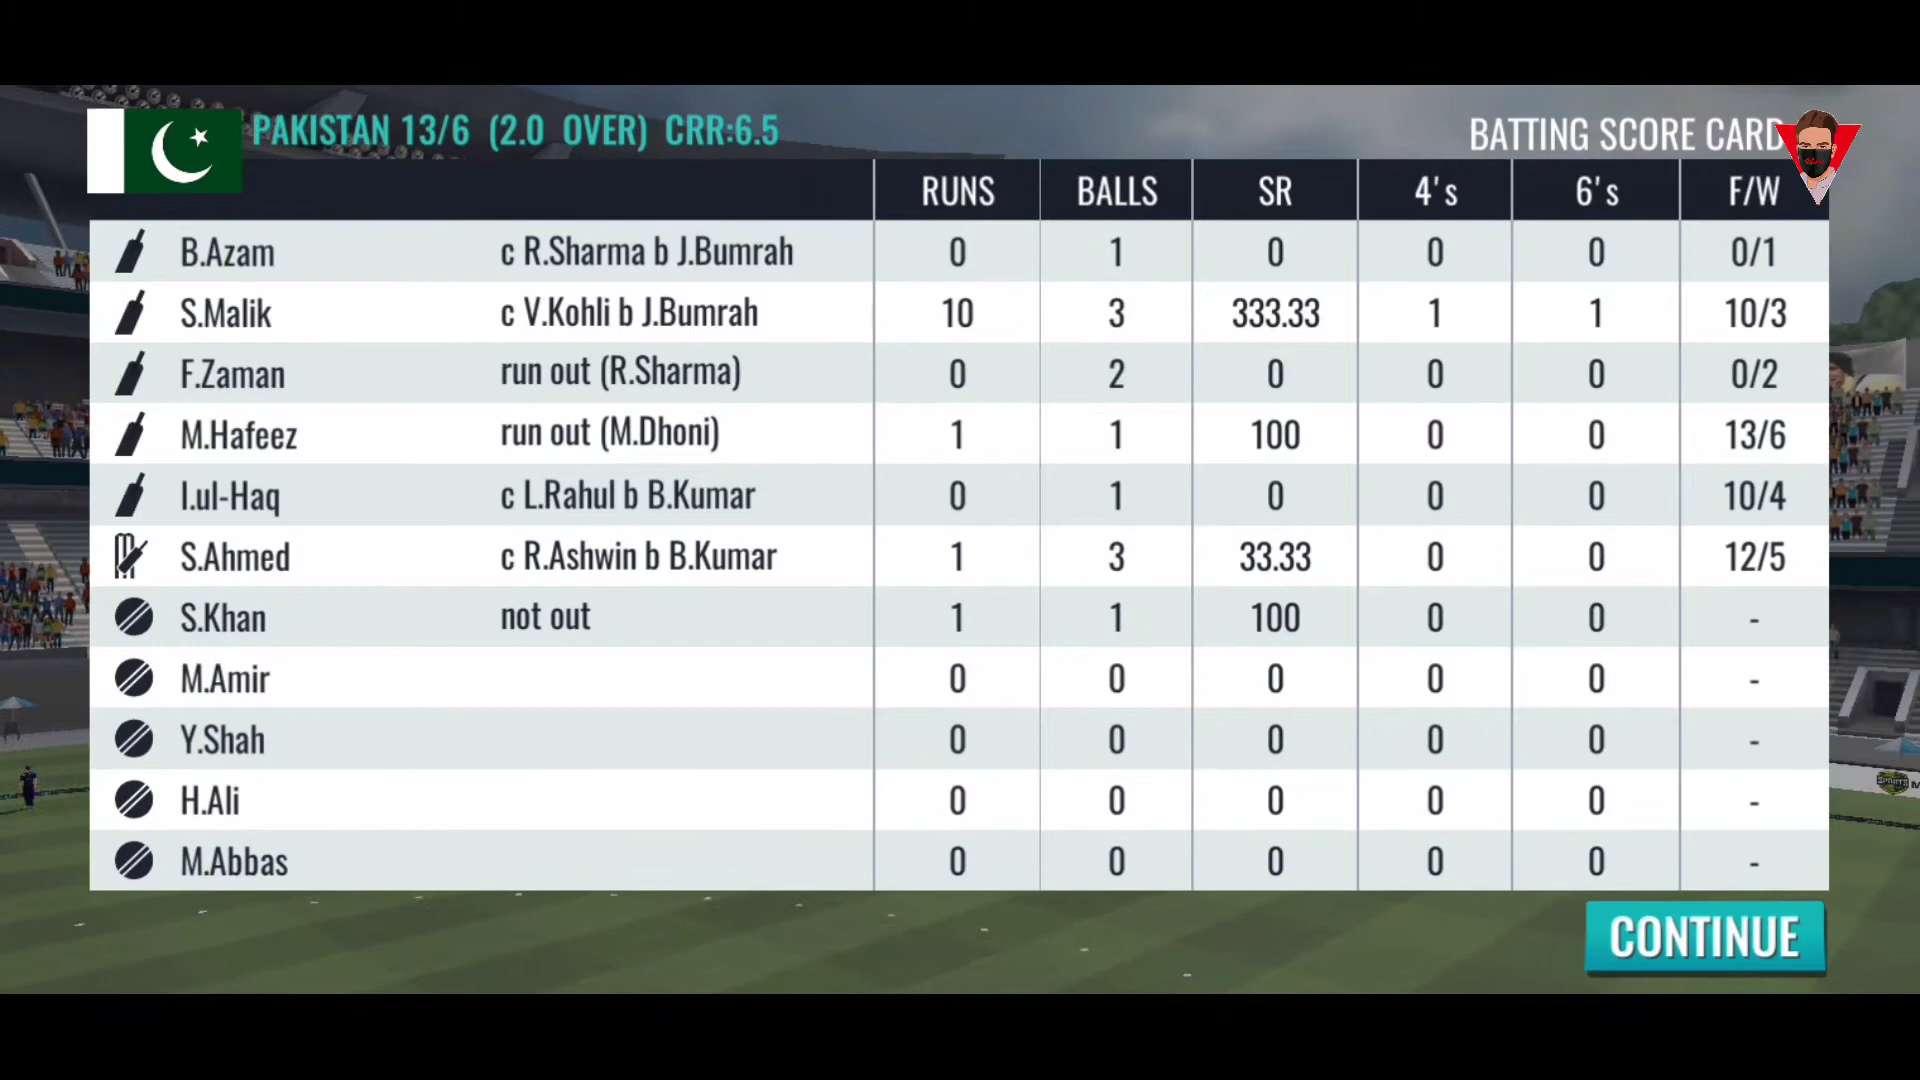 PAKISTAN 13/6 (2.0 OVER) CRR:6.5
BATTING SCORE CARD
RUNS BALLS SR 4's 6's F/W
B.Azam c R.Sharma b J.Bumrah 0 1 0 0 0 0/1
S.Malik c V.Kohli b J.Bumrah 10 3 333.33 1 1 10/3
F.Zaman run out (R.Sharma) 0 2 0 0 0 0/2
M.Hafeez run out (M.Dhoni) 1 1 100 0 0 13/6
I.ul-Haq c L.Rahul b B.Kumar 0 1 0 0 0 10/4
S.Ahmed c R.Ashwin b B.Kumar 1 3 33.33 0 0 12/5
S.Khan not out 1 1 100 0 0 -
M.Amir 0 0 0 0 0 -
Y.Shah 0 0 0 0 0 -
H.Ali 0 0 0 0 0 -
M.Abbas 0 0 0 0 0 -
CONTINUE